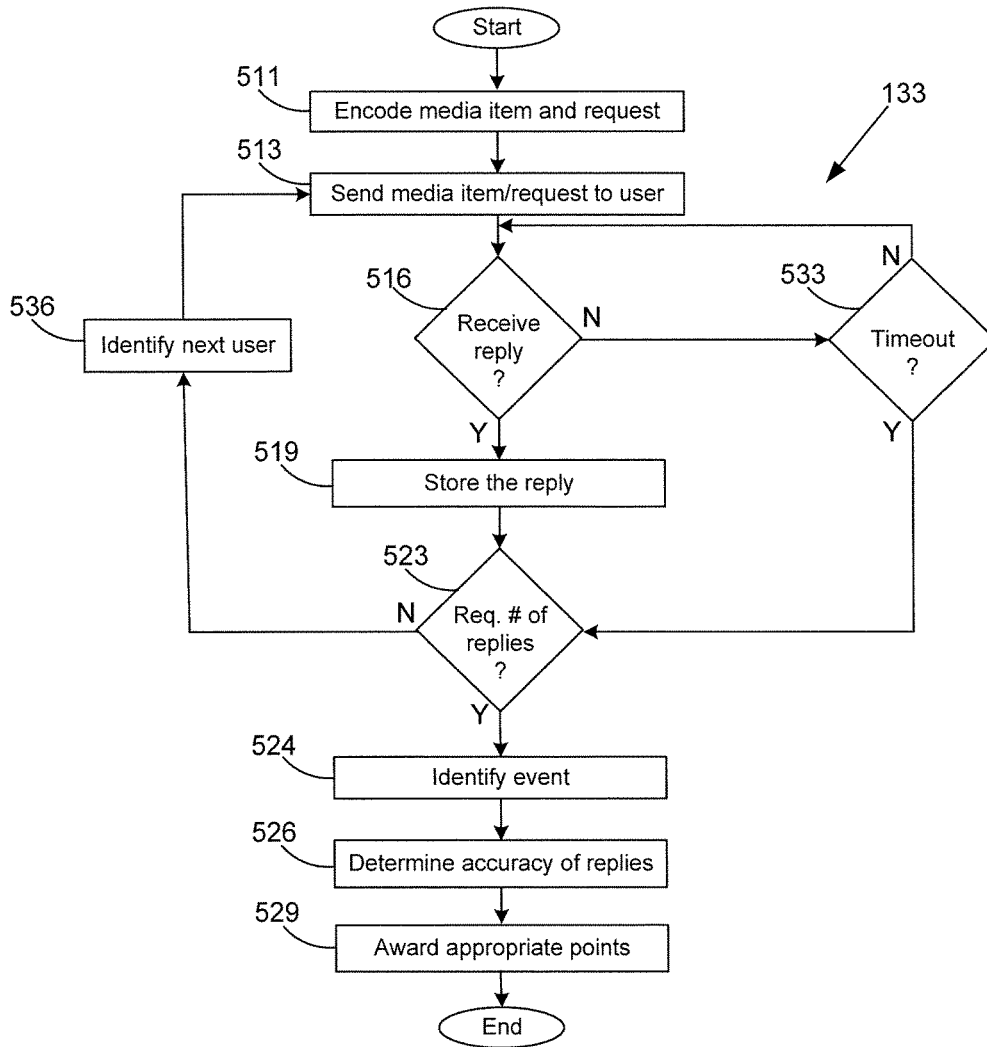 Start
511
Encode media item and request
133
513
Send media item/request to user
516
Receive
reply
?
N
Y
533
N
Timeout
?
Y
536
Identify next user
519
Store the reply
523
N
Req. # of
replies
?
Y
524
Identify event
526
Determine accuracy of replies
529
Award appropriate points
End